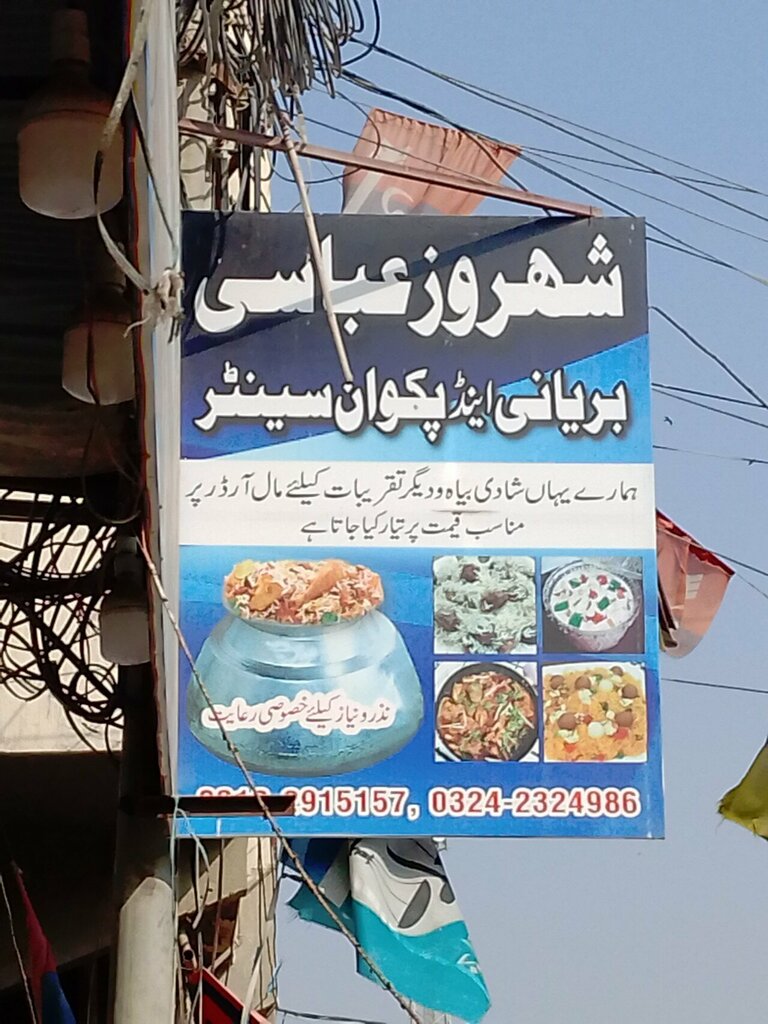 شہروز عباسی
بریانی اینڈ پکوان سینٹر
ہمارے یہاں شادی بیاہ و دیگر تقریبات کیلئے مال آرڈر پر
مناسب قیمت پر تیار کیا جاتا ہے
نذر و نیاز کیلئے خصوصی رعایت
2915157, 0324-2324986